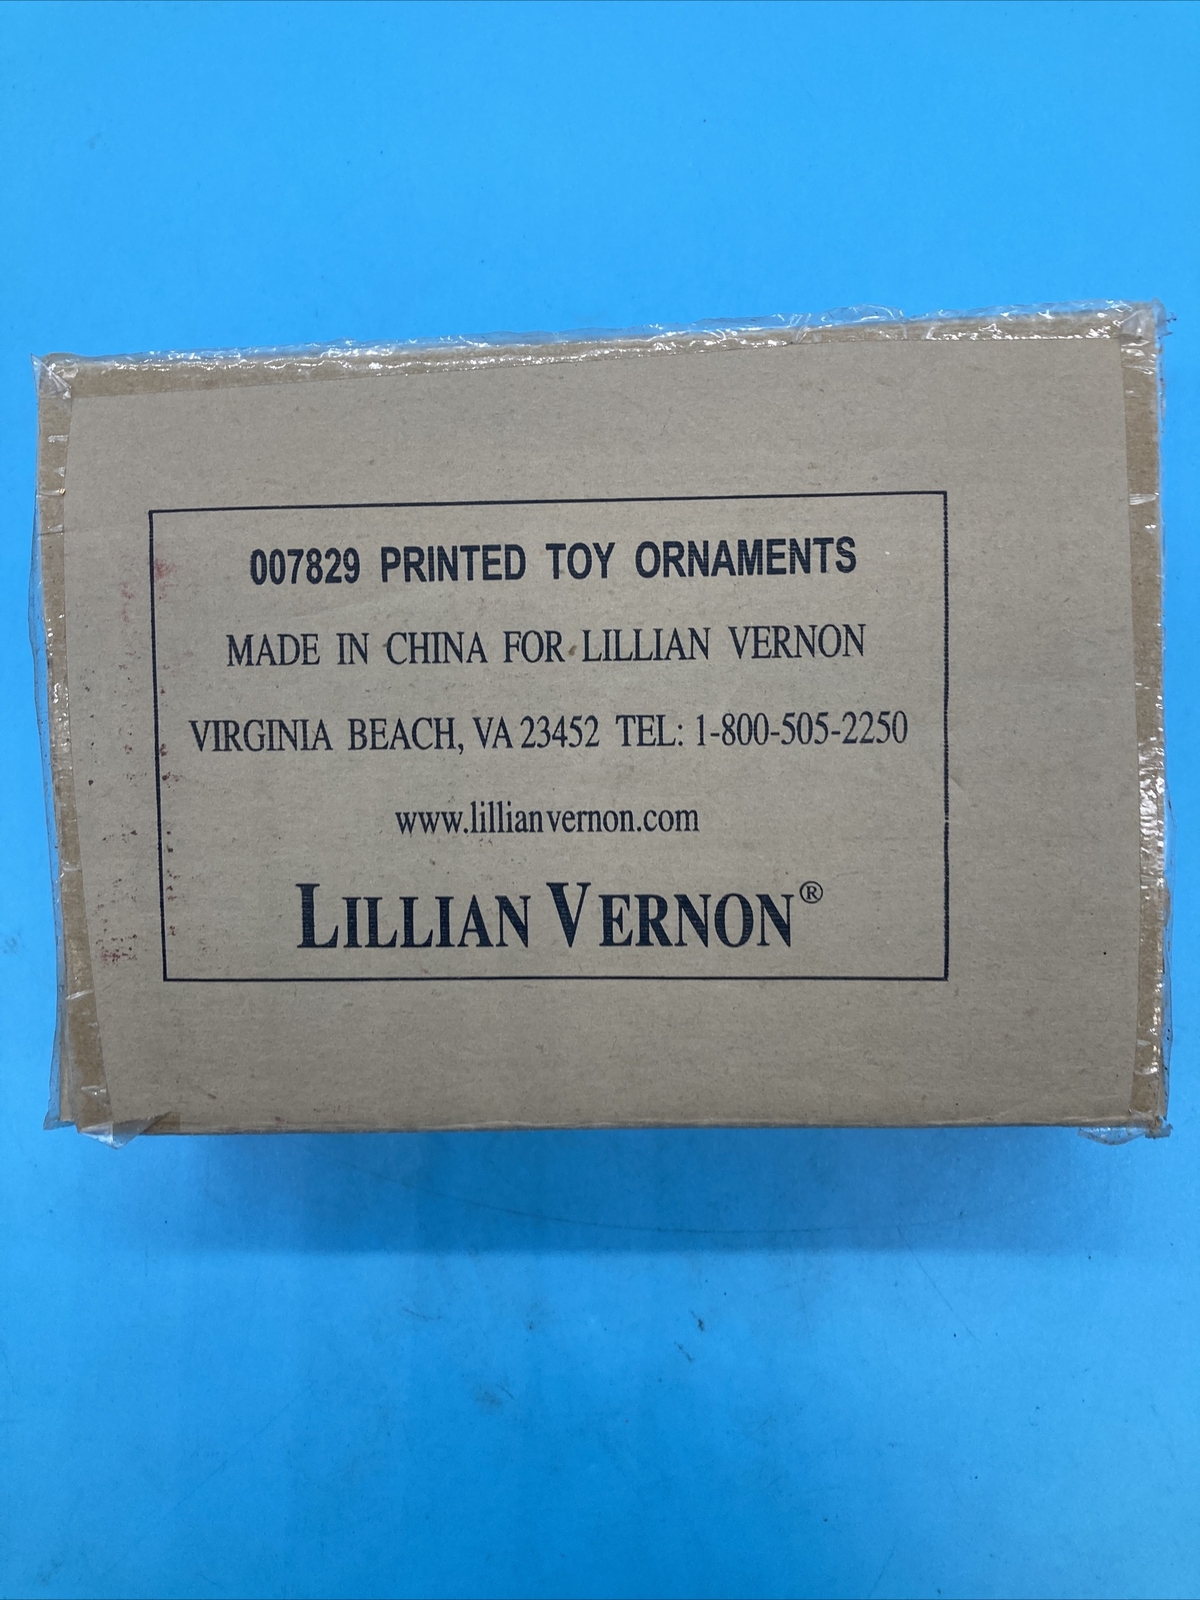 007829 PRINTED TOY ORNAMENTS
MADE IN CHINA FOR LILLIAN VERNON
VIRGINIA BEACH, VA 23452 TEL: 1-800-505-2250
www.lillianvernon.com
LILLIAN VERNON®